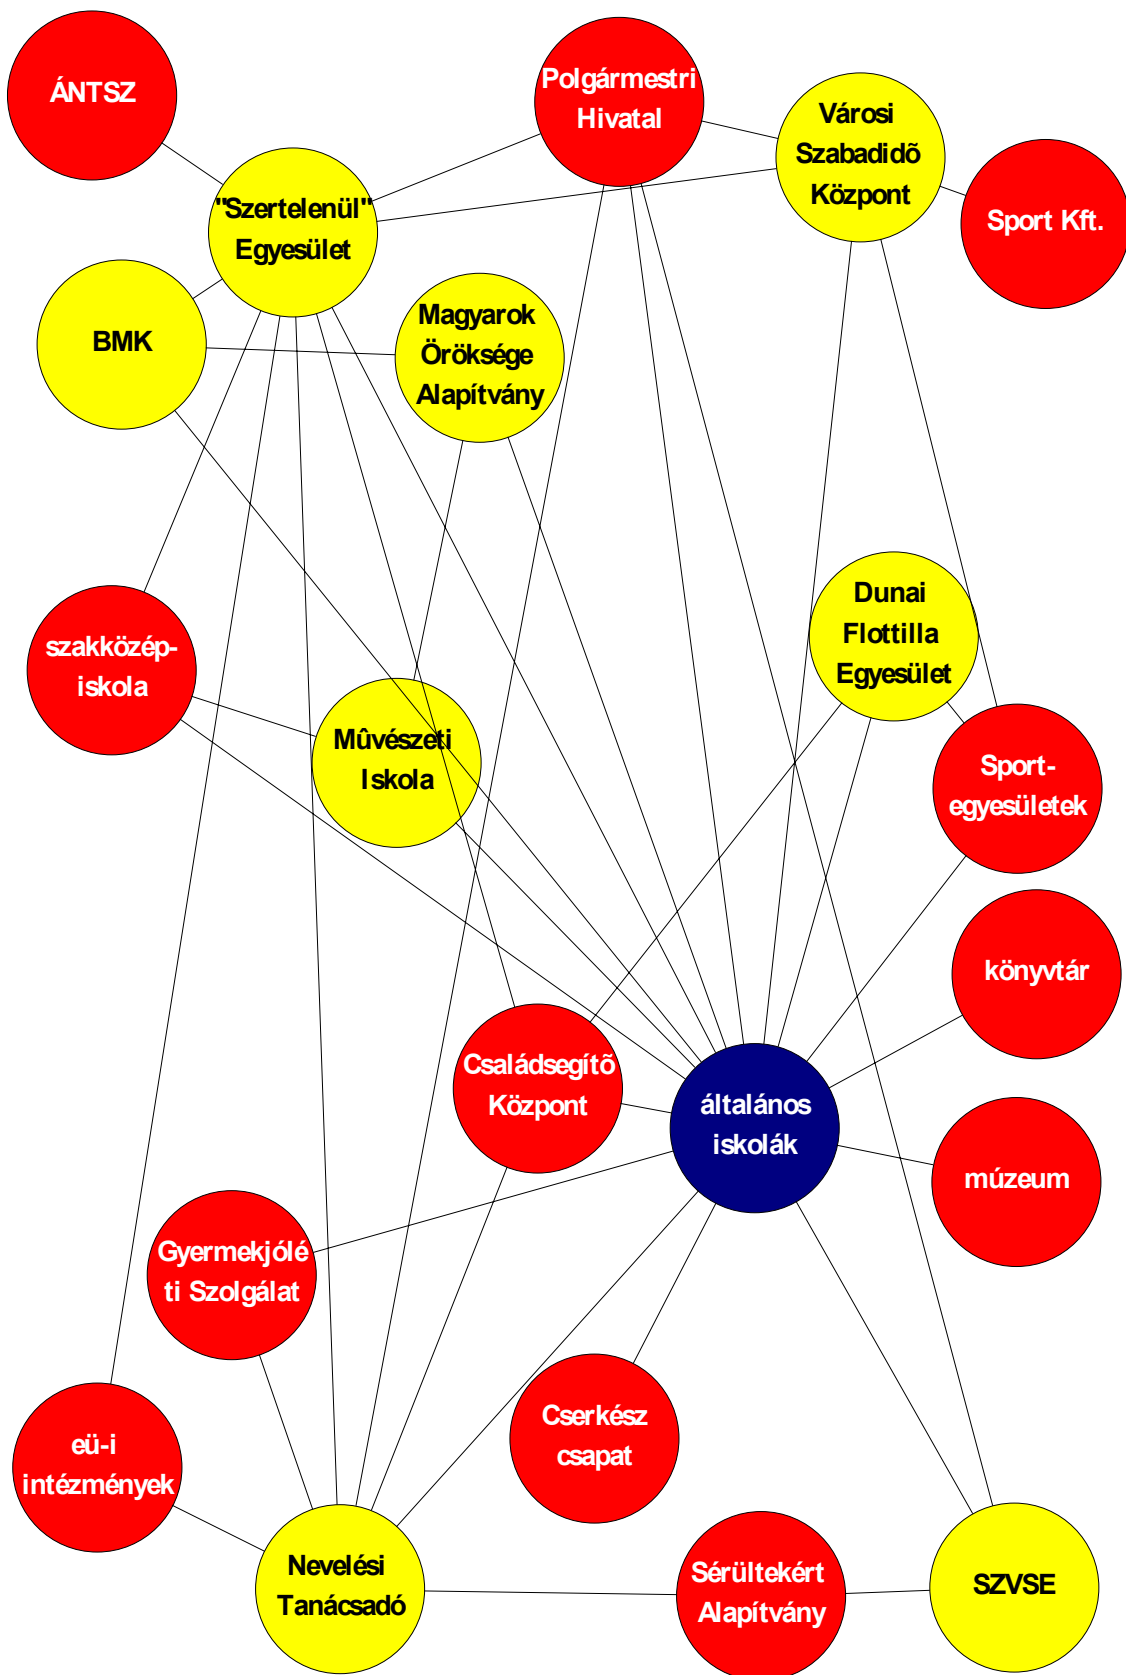 ÁNTSZ
Polgármestri
Hivatal
Városi
Szabadidõ
Központ
Sport Kft.
"Szertelenül"
Egyesület
BMK
Magyarok
Öröksége
Alapítvány
szakközép-
iskola
Mûvészeti
Iskola
Dunai
Flottilla
Egyesület
Sport-
egyesületek
könyvtár
Családsegítõ
Központ
általános
iskolák
múzeum
Gyermekjólé
ti Szolgálat
Cserkész
csapat
eü-i
intézmények
Nevelési
Tanácsadó
Sérültekért
Alapítvány
SZVSE